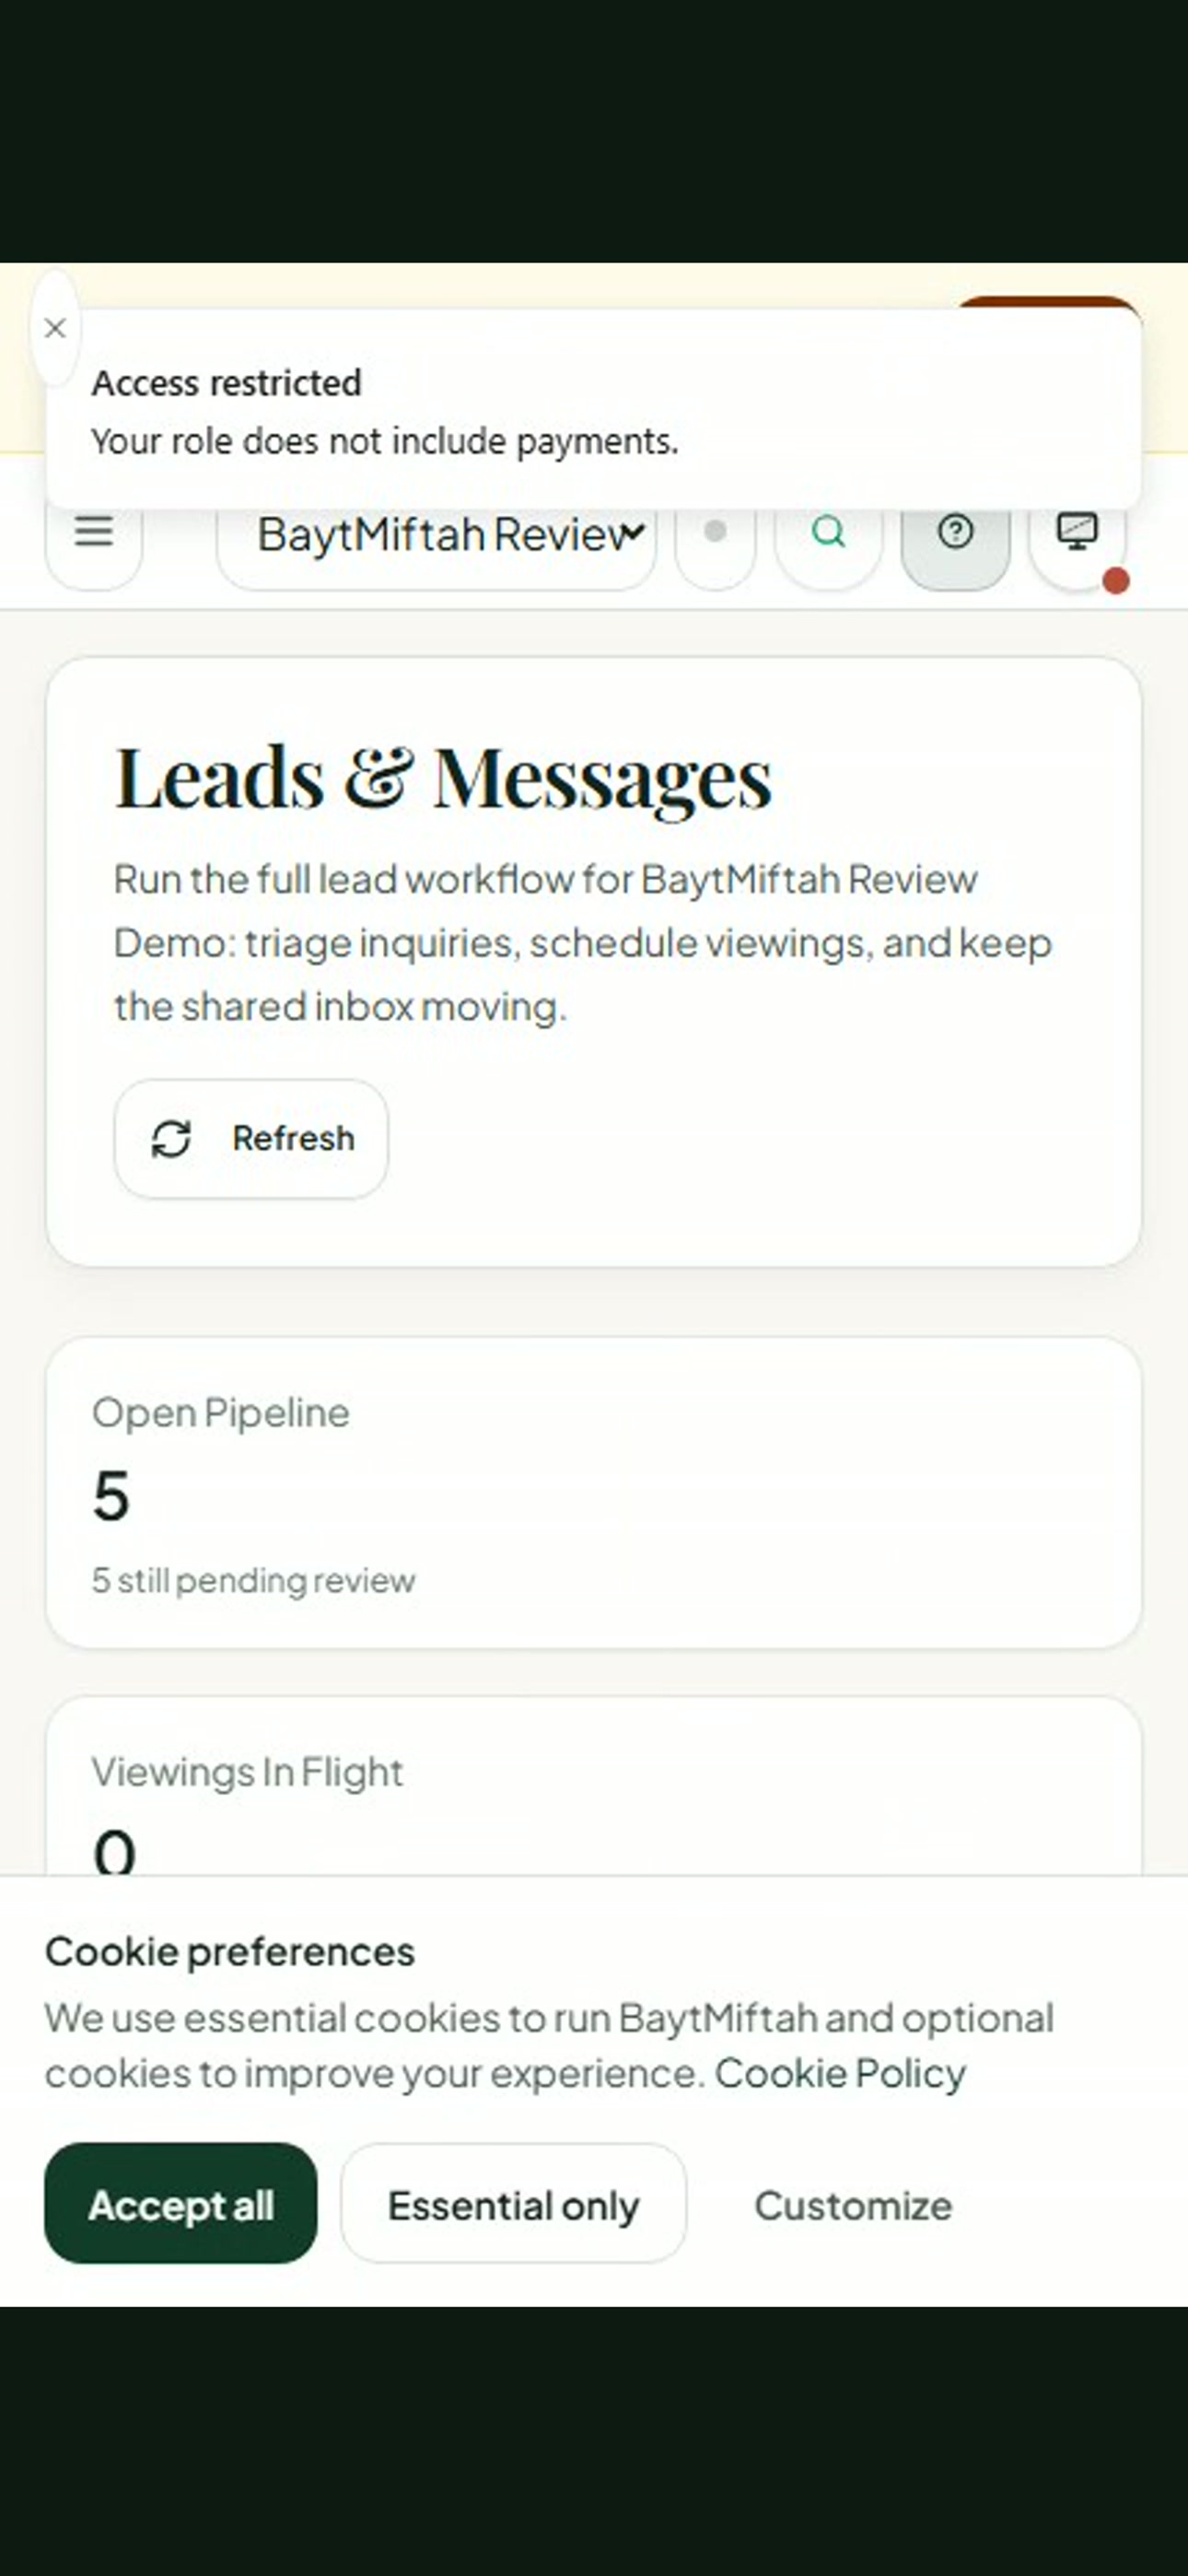 Access restricted
Your role does not include payments.
BaytMiftah Review
Leads & Messages
Run the full lead workflow for BaytMiftah Review
Demo: triage inquiries, schedule viewings, and keep
the shared inbox moving.
Refresh
Open Pipeline
5
5 still pending review
Viewings In Flight
0
Cookie preferences
We use essential cookies to run BaytMiftah and optional
cookies to improve your experience. Cookie Policy
Accept all
Essential only
Customize